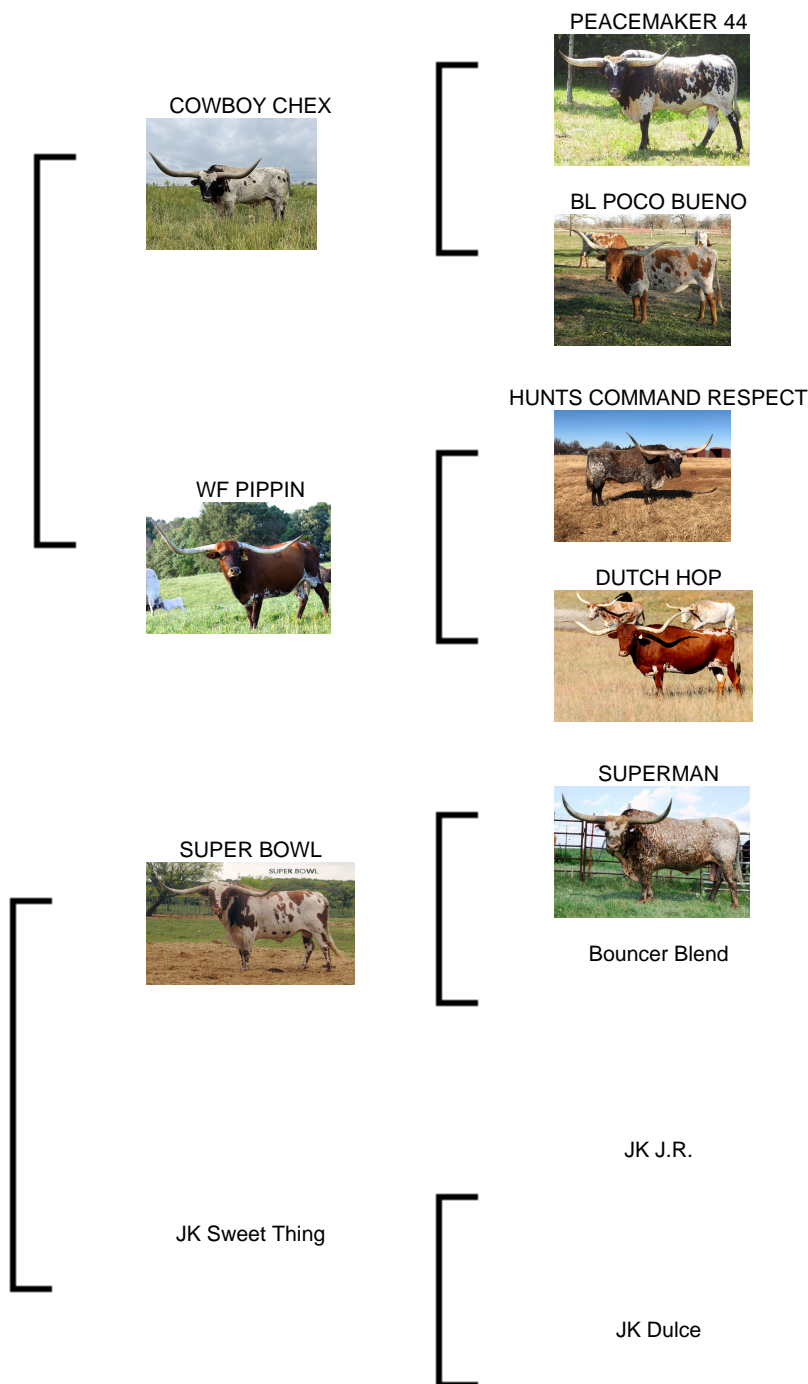 PEACEMAKER 44
COWBOY CHEX
BL POCO BUENO
HUNTS COMMAND RESPECT
WF PIPPIN
DUTCH HOP
SUPERMAN
SUPER BOWL
SUPER BOWL
Bouncer Blend
JK J.R.
JK Sweet Thing
JK Dulce